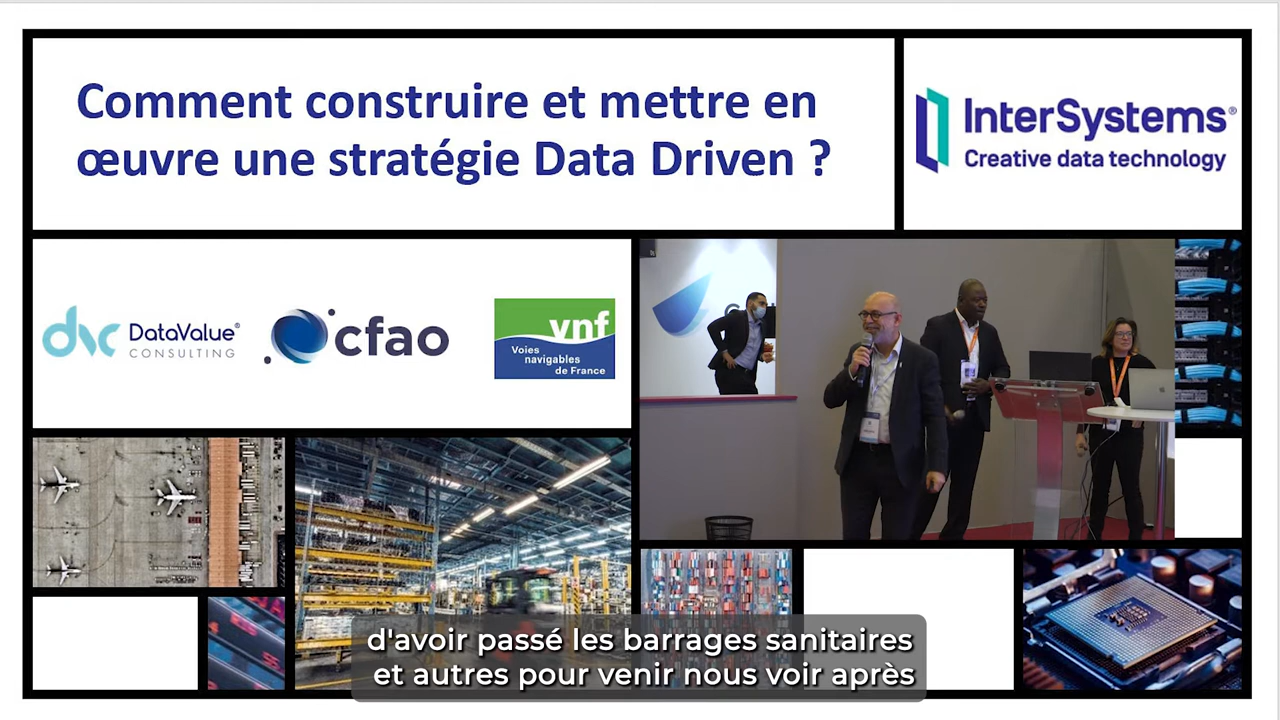 Comment construire et mettre en
œuvre une stratégie Data Driven ?
InterSystems®
Creative data technology
dvc DataValue®
CONSULTING
cfao
vnf
Voies
navigables
de France
d'avoir passé les barrages sanitaires
et autres pour venir nous voir après